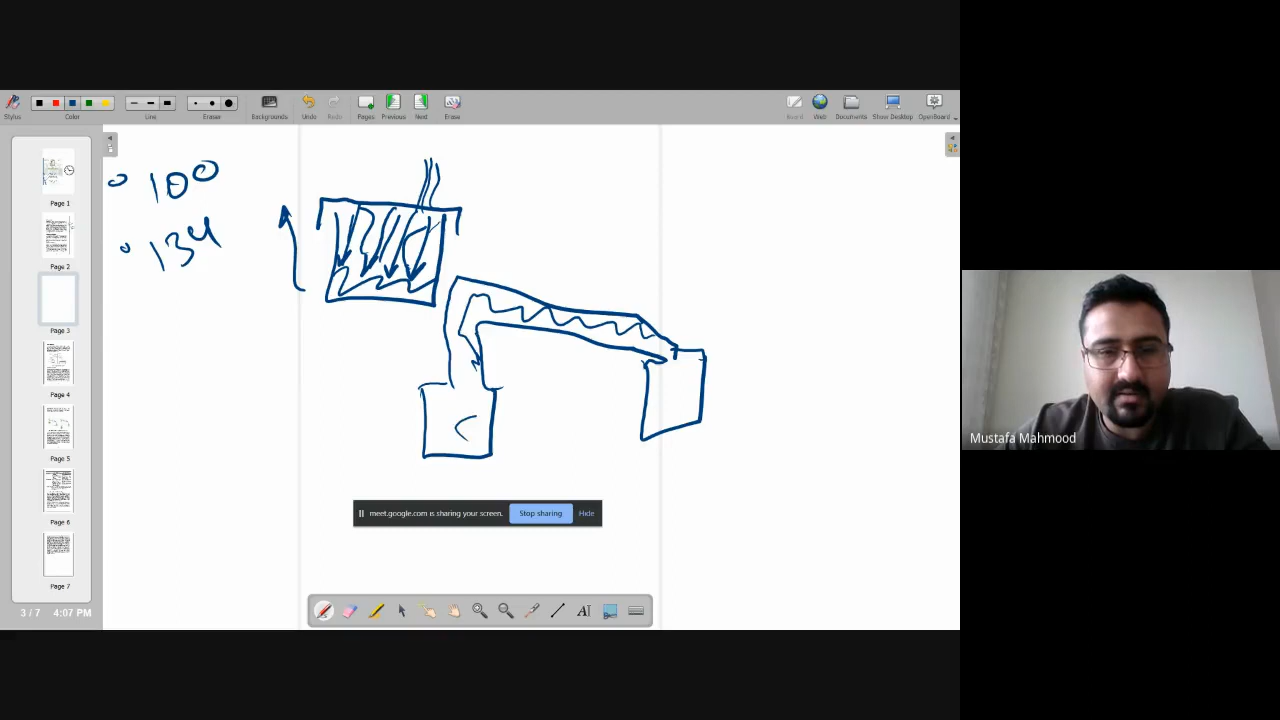 Stylus
Color
Line
Eraser
Backgrounds
Undo
Redo
Pages
Previous
Next
Erase
Board
Web
Documents
Show Desktop
OpenBoard
Page 1
Page 2
Page 3
Page 4
Page 5
Page 6
Page 7
3 / 7 4:07 PM
100
134
C
C
meet.google.com is sharing your screen.
Stop sharing
Hide
Mustafa Mahmood